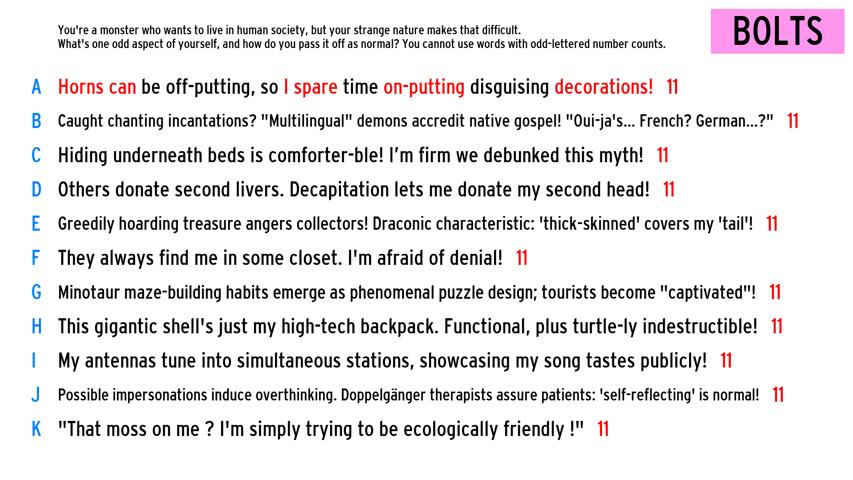 You're a monster who wants to live in human society, but your strange nature makes that difficult.
What's one odd aspect of yourself, and how do you pass it off as normal? You cannot use words with odd-lettered number counts.
BOLTS
A Horns can be off-putting, so I spare time on-putting disguising decorations! 11
B Caught chanting incantations? "Multilingual" demons accredit native gospel! "Oui-ja's... French? German...?" 11
C Hiding underneath beds is comforter-ble! I'm firm we debunked this myth! 11
D Others donate second livers. Decapitation lets me donate my second head! 11
E Greedily hoarding treasure angers collectors! Draconic characteristic: 'thick-skinned' covers my 'tail'! 11
F They always find me in some closet. I'm afraid of denial! 11
G Minotaur maze-building habits emerge as phenomenal puzzle design; tourists become "captivated"! 11
H This gigantic shell's just my high-tech backpack. Functional, plus turtle-ly indestructible! 11
I My antennas tune into simultaneous stations, showcasing my song tastes publicly! 11
J Possible impersonations induce overthinking. Doppelgänger therapists assure patients: 'self-reflecting' is normal! 11
K "That moss on me ? I'm simply trying to be ecologically friendly !" 11